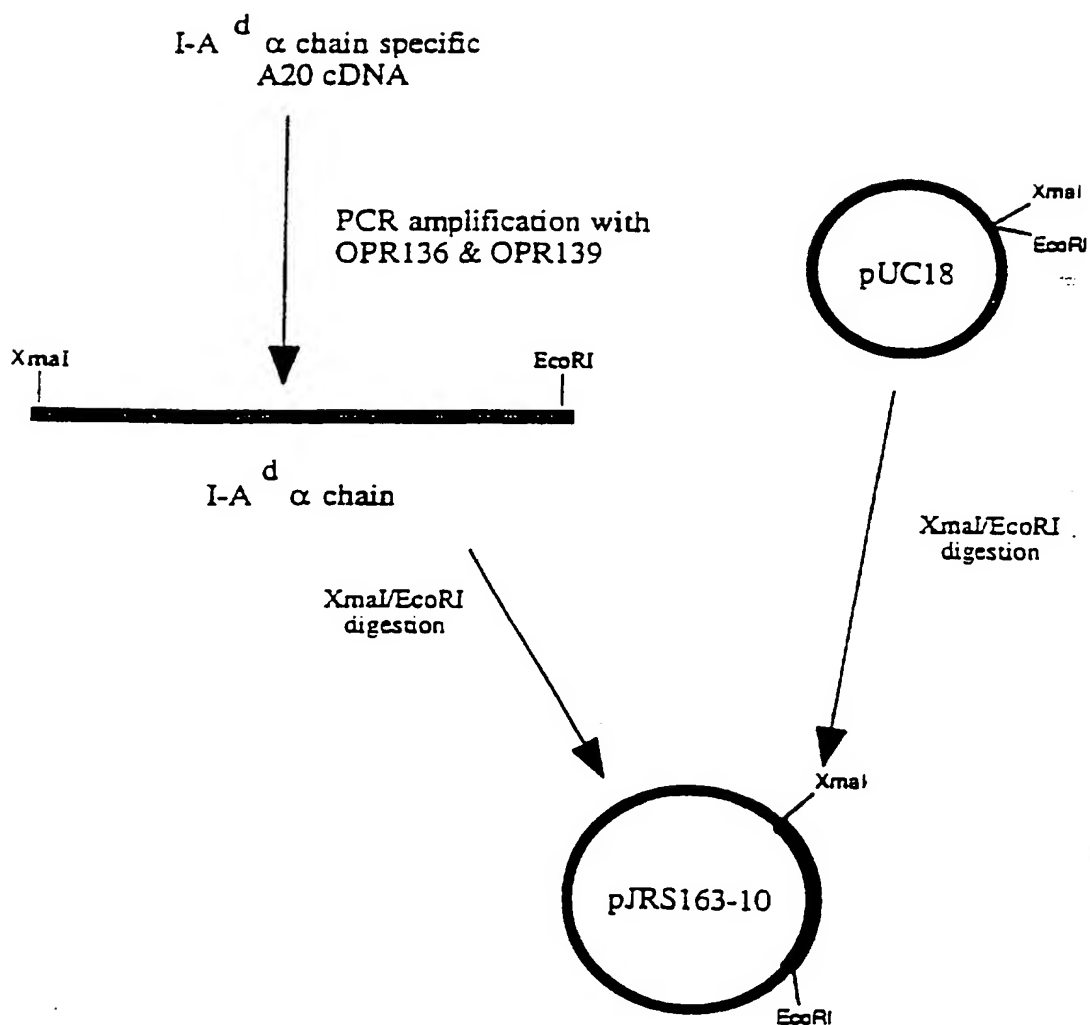 I-A d α chain specific
A20 cDNA
PCR amplification with
OPR136 & OPR139
XmaI
EcoRI
pUC18
XmaI
EcoRI
I-A d α chain
XmaI/EcoRI
digestion
XmaI/EcoRI
digestion
XmaI
pJRS163-10
EcoRI